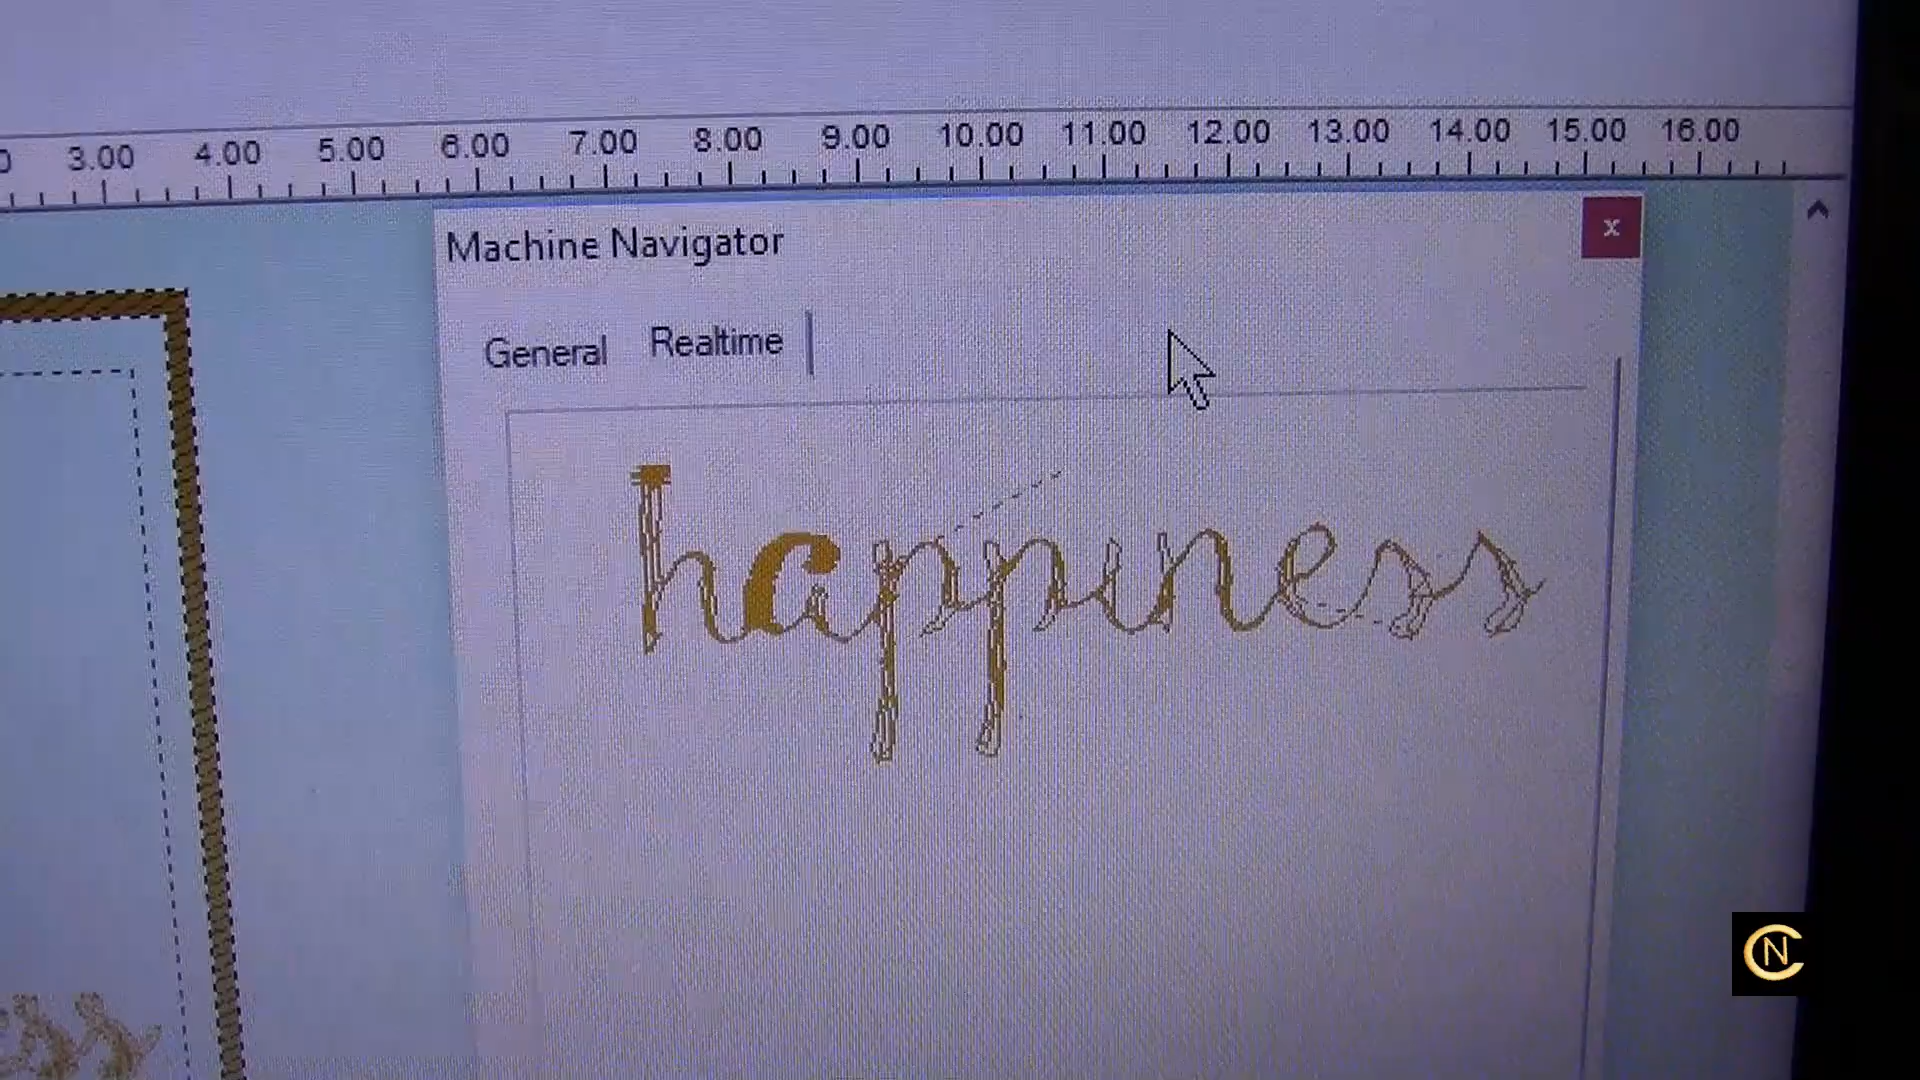 3.00 4.00 5.00 6.00 7.00 8.00 9.00 10.00 11.00 12.00 13.00 14.00 15.00 16.00
Machine Navigator
x
General Realtime
happiness
CN